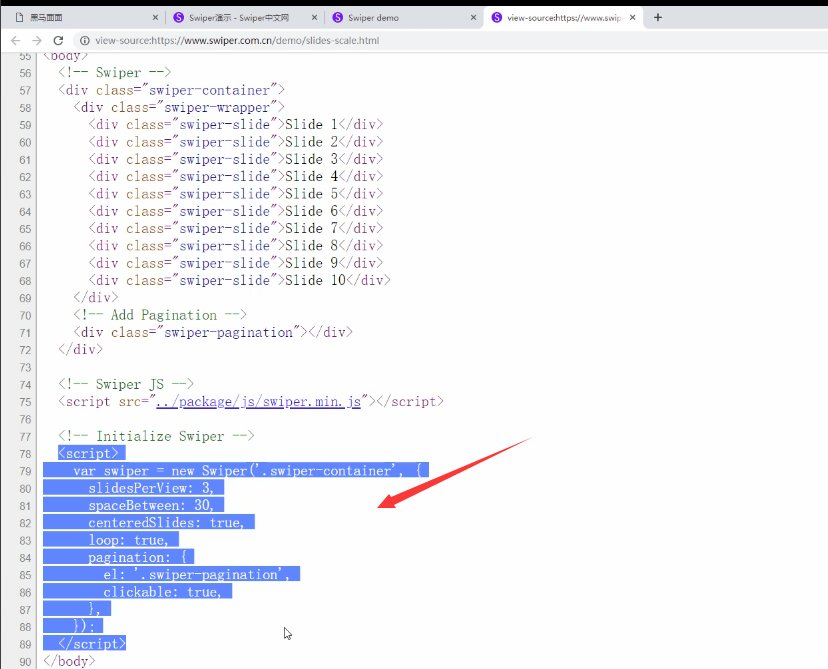 黑马面面
Swiper演示 - Swiper中文网
Swiper demo
view-source:https://www.swip
view-source:https://www.swiper.com.cn/demo/slides-scale.html
55 <body>
56 <!-- Swiper -->
57 <div class="swiper-container">
58 <div class="swiper-wrapper">
59 <div class="swiper-slide">Slide 1</div>
60 <div class="swiper-slide">Slide 2</div>
61 <div class="swiper-slide">Slide 3</div>
62 <div class="swiper-slide">Slide 4</div>
63 <div class="swiper-slide">Slide 5</div>
64 <div class="swiper-slide">Slide 6</div>
65 <div class="swiper-slide">Slide 7</div>
66 <div class="swiper-slide">Slide 8</div>
67 <div class="swiper-slide">Slide 9</div>
68 <div class="swiper-slide">Slide 10</div>
69 </div>
70 <!-- Add Pagination -->
71 <div class="swiper-pagination"></div>
72 </div>
73
74 <!-- Swiper JS -->
75 <script src="../package/js/swiper.min.js"></script>
76
77 <!-- Initialize Swiper -->
78 <script>
79 var swiper = new Swiper('.swiper-container', {
80 slidesPerView: 3,
81 spaceBetween: 30,
82 centeredSlides: true,
83 loop: true,
84 pagination: {
85 el: '.swiper-pagination',
86 clickable: true,
87 },
88 });
89 </script>
90 </body>